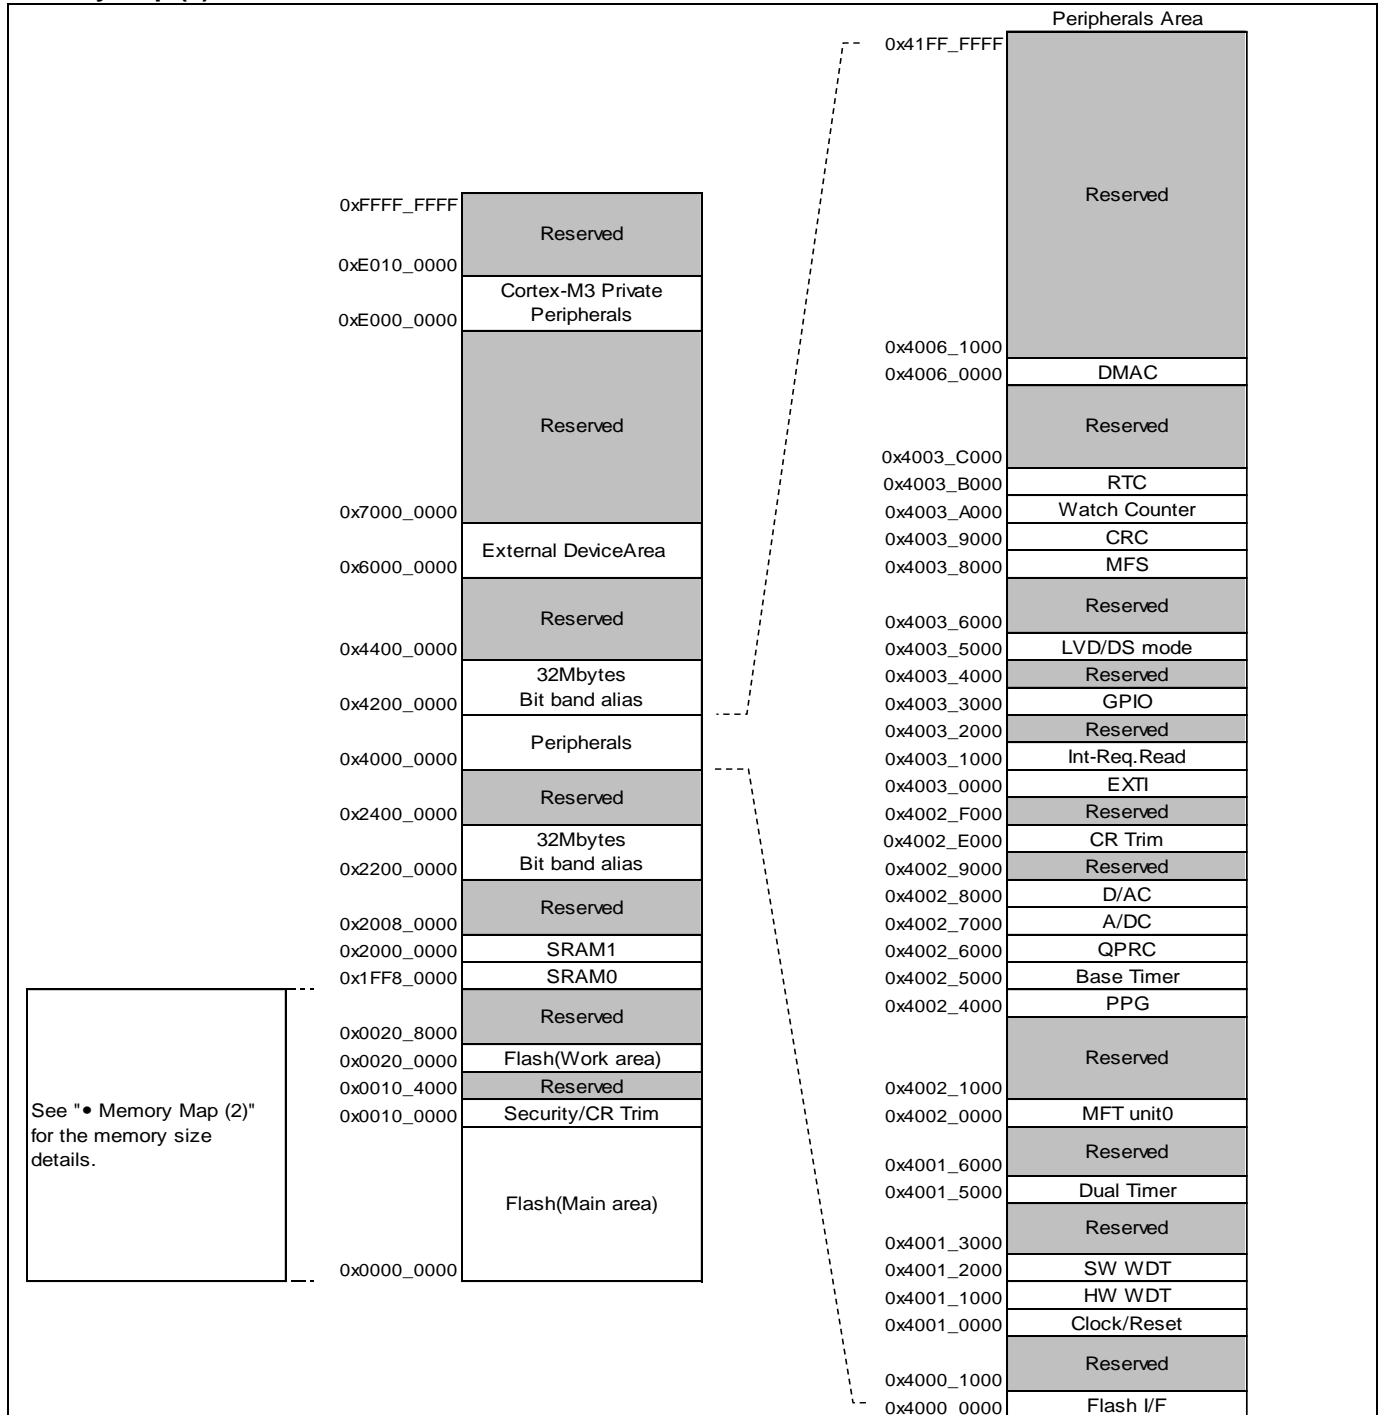 Peripherals Area
0x41FF_FFFF
Reserved
0x4006_1000
0x4006_0000 DMAC
Reserved
0x4003_C000
0x4003_B000 RTC
0x4003_A000 Watch Counter
0x4003_9000 CRC
0x4003_8000 MFS
Reserved
0x4003_6000
0x4003_5000 LVD/DS mode
0x4003_4000 Reserved
0x4003_3000 GPIO
0x4003_2000 Reserved
0x4003_1000 Int-Req.Read
0x4003_0000 EXTI
0x4002_F000 Reserved
0x4002_E000 CR Trim
0x4002_9000 Reserved
0x4002_8000 D/AC
0x4002_7000 A/DC
0x4002_6000 QPRC
0x4002_5000 Base Timer
0x4002_4000 PPG
Reserved
0x4002_1000
0x4002_0000 MFT unit0
Reserved
0x4001_6000
0x4001_5000 Dual Timer
Reserved
0x4001_3000
0x4001_2000 SW WDT
0x4001_1000 HW WDT
0x4001_0000 Clock/Reset
Reserved
0x4000_1000
0x4000_0000 Flash I/F
0xFFFF_FFFF
Reserved
0xE010_0000
Cortex-M3 Private
Peripherals
0xE000_0000
Reserved
0x7000_0000
External DeviceArea
0x6000_0000
Reserved
0x4400_0000
32Mbytes
Bit band alias
0x4200_0000
Peripherals
0x4000_0000
Reserved
0x2400_0000
32Mbytes
Bit band alias
0x2200_0000
Reserved
0x2008_0000
0x2000_0000 SRAM1
0x1FF8_0000 SRAM0
Reserved
0x0020_8000
0x0020_0000 Flash(Work area)
0x0010_4000 Reserved
0x0010_0000 Security/CR Trim
Flash(Main area)
0x0000_0000
See "● Memory Map (2)"
for the memory size
details.